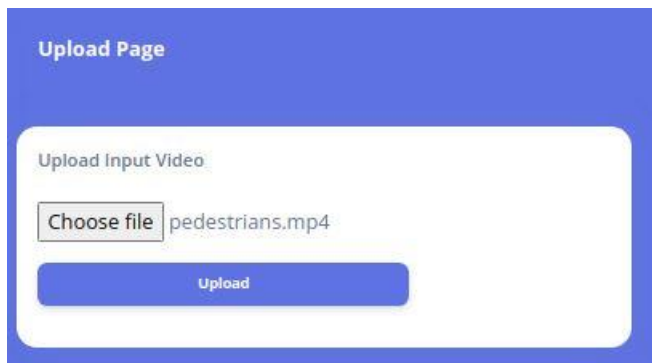 Upload Page
Upload Input Video
Choose file pedestrians.mp4
Upload